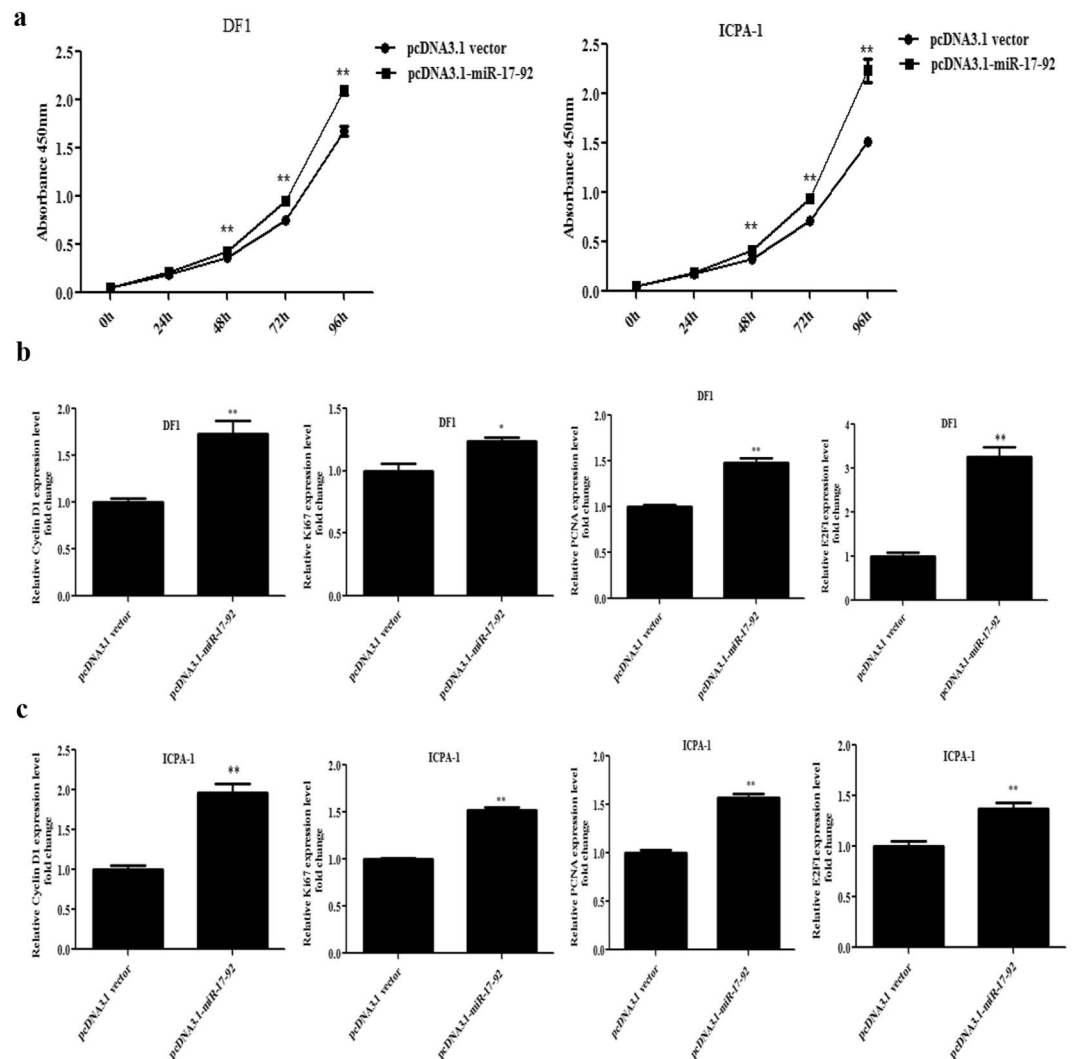 a
DF1
pcDNA3.1 vector
pcDNA3.1-miR-17-92
Absorbance 450nm
2.5
2.0
1.5
1.0
0.5
0.0
**
**
**
0h
24h
48h
72h
96h
ICPA-1
pcDNA3.1 vector
pcDNA3.1-miR-17-92
Absorbance 450nm
2.5
2.0
1.5
1.0
0.5
0.0
**
**
**
0h
24h
48h
72h
96h
b
DF1
Relative Cyclin D1 expression level
fold change
2.0
1.5
1.0
0.5
0.0
**
pcDNA3.1 vector
pcDNA3.1-miR-17-92
DF1
Relative Ki67 expression level
fold change
1.5
1.0
0.5
0.0
*
pcDNA3.1 vector
pcDNA3.1-miR-17-92
DF1
Relative PCNA expression level
fold change
2.0
1.5
1.0
0.5
0.0
**
pcDNA3.1 vector
pcDNA3.1-miR-17-92
DF1
Relative E2F1expression level
fold change
4
3
2
1
0
**
pcDNA3.1 vector
pcDNA3.1-miR-17-92
c
ICPA-1
Relative Cyclin D1 expression level
fold change
2.5
2.0
1.5
1.0
0.5
0.0
**
pcDNA3.1 vector
pcDNA3.1-miR-17-92
ICPA-1
Relative Ki67 expression level
fold change
2.0
1.5
1.0
0.5
0.0
**
pcDNA3.1 vector
pcDNA3.1-miR-17-92
ICPA-1
Relative PCNA expression level
fold change
2.0
1.5
1.0
0.5
0.0
**
pcDNA3.1 vector
pcDNA3.1-miR-17-92
ICPA-1
Relative E2F1expression level
fold change
2.0
1.5
1.0
0.5
0.0
**
pcDNA3.1 vector
pcDNA3.1-miR-17-92